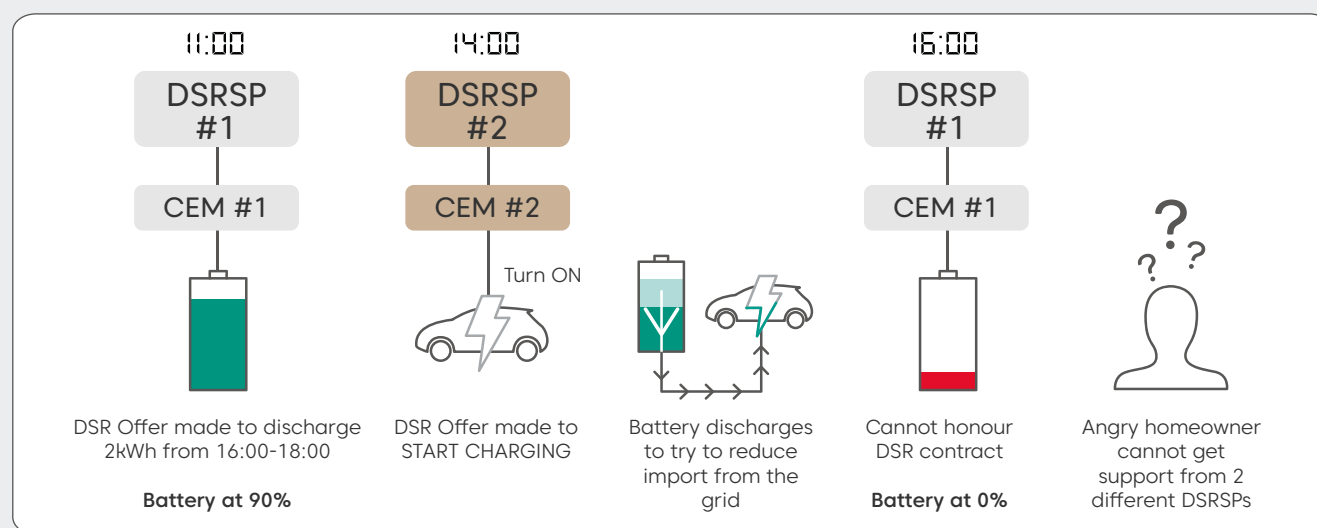 11:00
DSRSP
#1
CEM #1
DSR Offer made to discharge
2kWh from 16:00-18:00
Battery at 90%
14:00
DSRSP
#2
CEM #2
Turn ON
DSR Offer made to
START CHARGING
Battery discharges
to try to reduce
import from the
grid
16:00
DSRSP
#1
CEM #1
Cannot honour
DSR contract
Battery at 0%
?
?
?
Angry homeowner
cannot get
support from 2
different DSRSPs